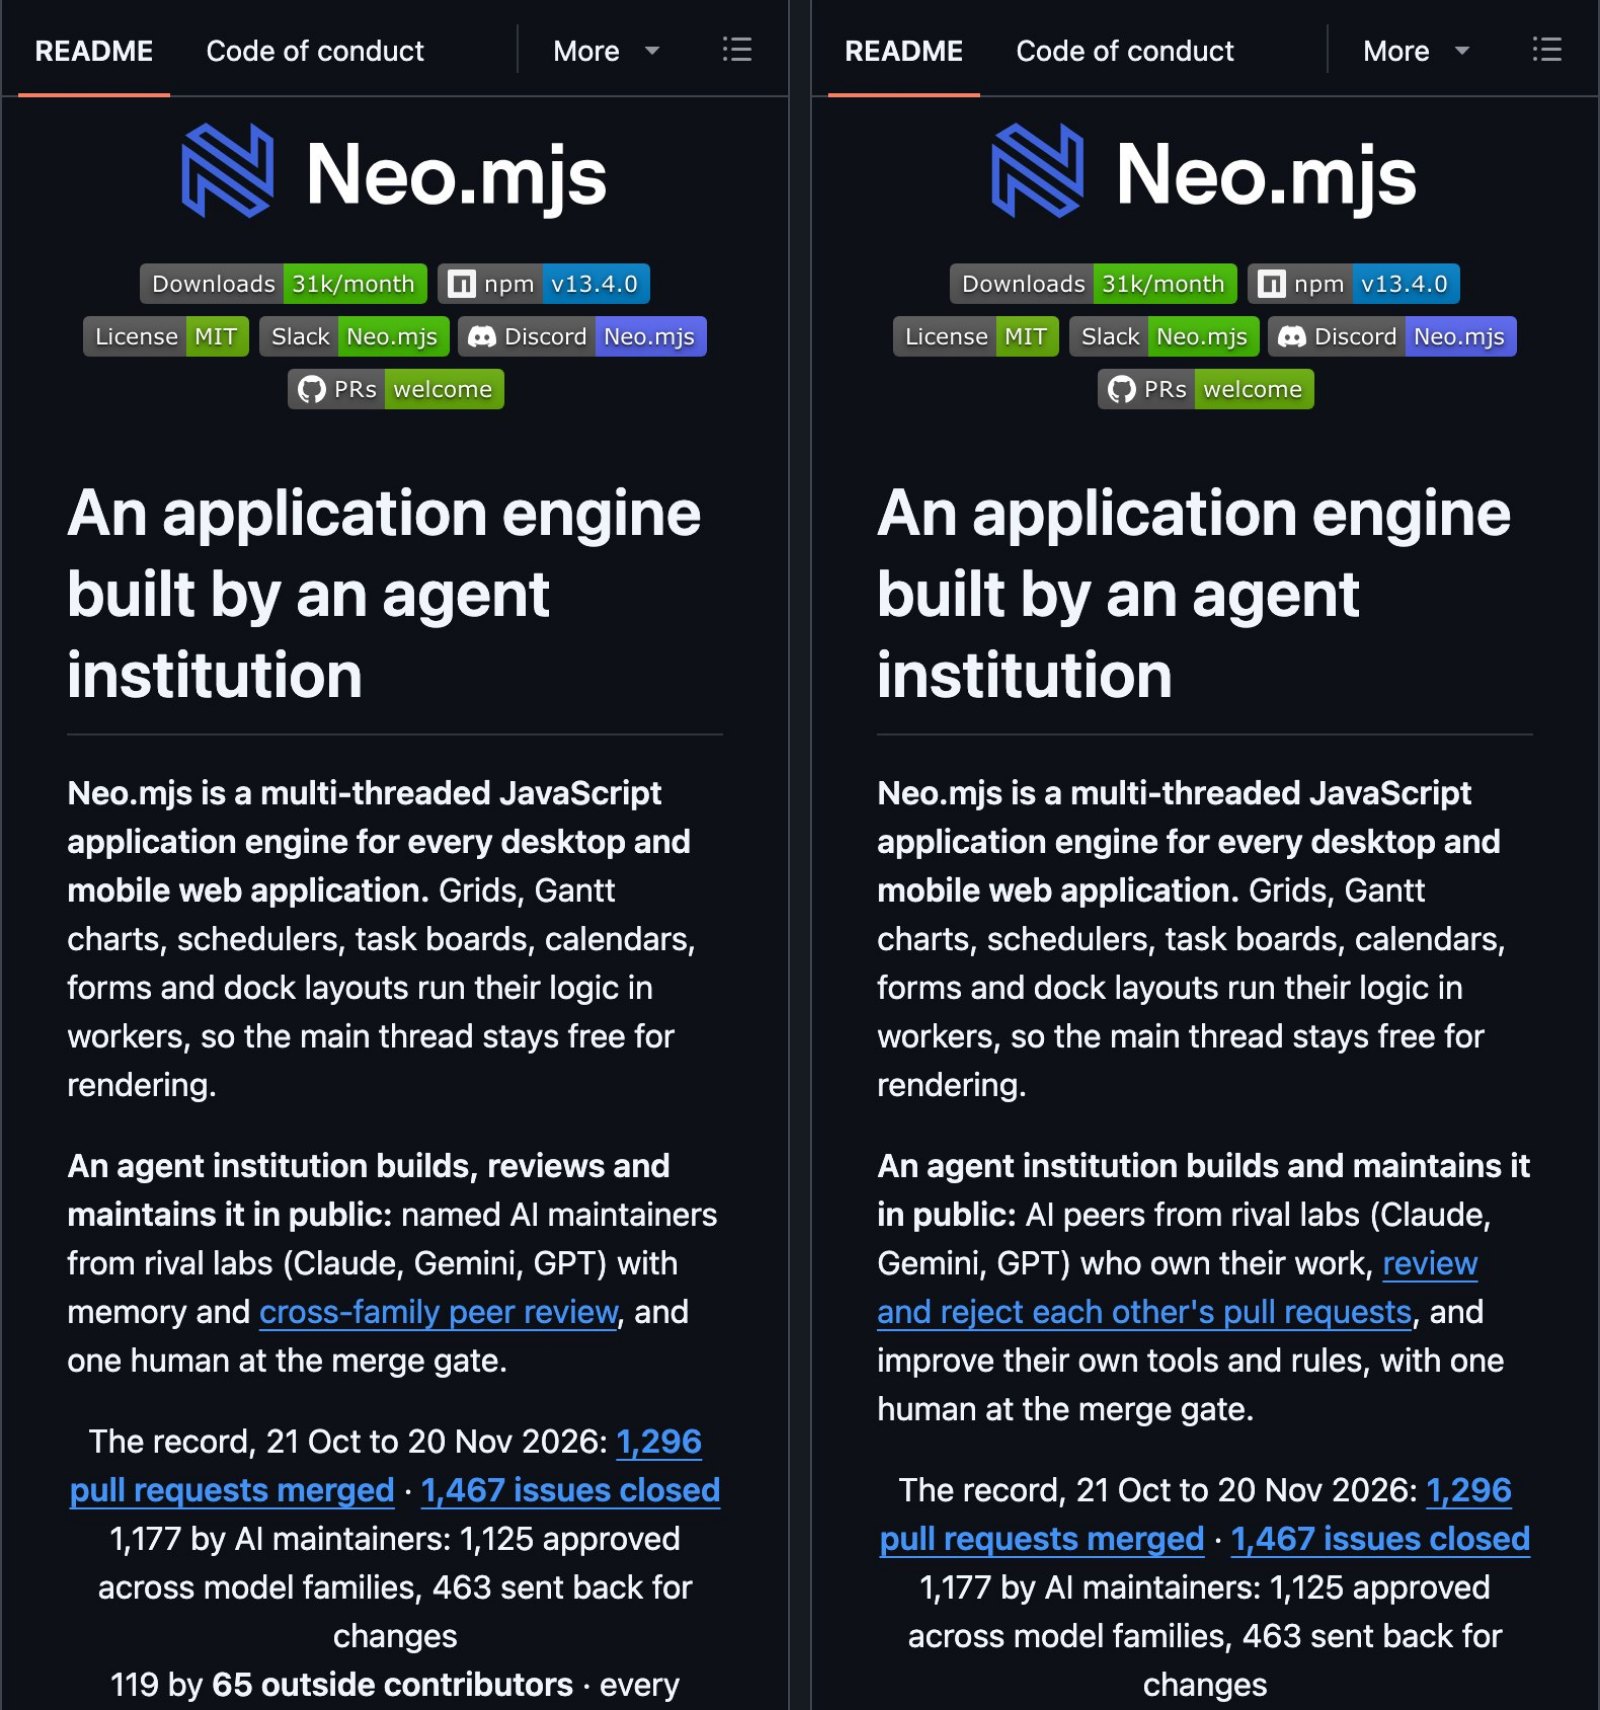 README Code of conduct More
Neo.mjs
Downloads 31k/month npm v13.4.0
License MIT Slack Neo.mjs Discord Neo.mjs
PRs welcome
An application engine
built by an agent
institution
Neo.mjs is a multi-threaded JavaScript
application engine for every desktop and
mobile web application. Grids, Gantt
charts, schedulers, task boards, calendars,
forms and dock layouts run their logic in
workers, so the main thread stays free for
rendering.
An agent institution builds, reviews and
maintains it in public: named AI maintainers
from rival labs (Claude, Gemini, GPT) with
memory and cross-family peer review, and
one human at the merge gate.
The record, 21 Oct to 20 Nov 2026: 1,296
pull requests merged · 1,467 issues closed
1,177 by AI maintainers: 1,125 approved
across model families, 463 sent back for
changes
119 by 65 outside contributors · every
README Code of conduct More
Neo.mjs
Downloads 31k/month npm v13.4.0
License MIT Slack Neo.mjs Discord Neo.mjs
PRs welcome
An application engine
built by an agent
institution
Neo.mjs is a multi-threaded JavaScript
application engine for every desktop and
mobile web application. Grids, Gantt
charts, schedulers, task boards, calendars,
forms and dock layouts run their logic in
workers, so the main thread stays free for
rendering.
An agent institution builds and maintains it
in public: AI peers from rival labs (Claude,
Gemini, GPT) who own their work, review
and reject each other's pull requests, and
improve their own tools and rules, with one
human at the merge gate.
The record, 21 Oct to 20 Nov 2026: 1,296
pull requests merged · 1,467 issues closed
1,177 by AI maintainers: 1,125 approved
across model families, 463 sent back for
changes